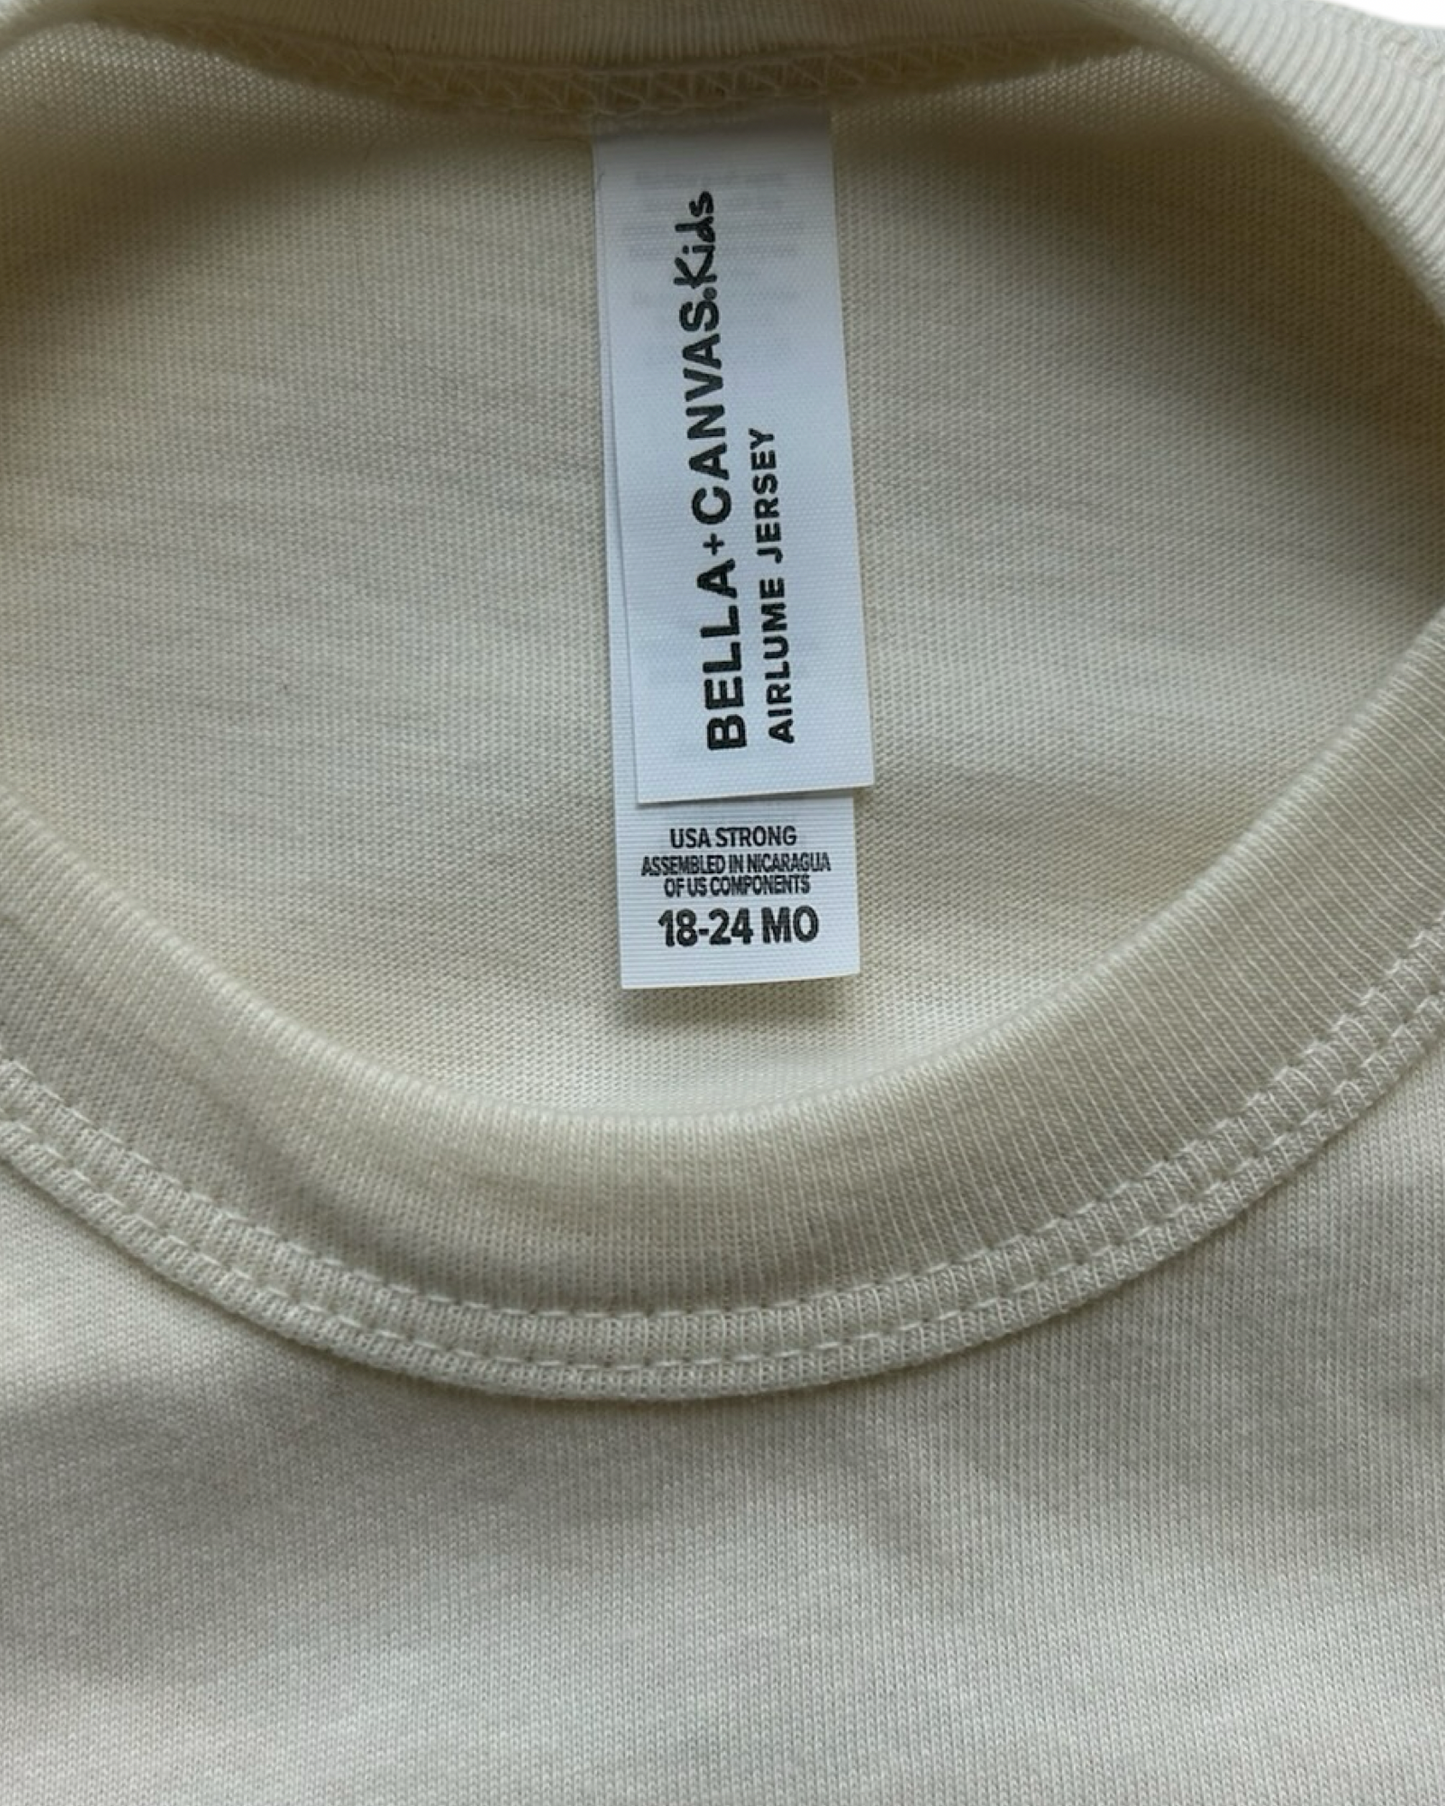 BELLA+CANVAS.Kids
AIRLUME JERSEY
USA STRONG
ASSEMBLED IN NICARAGUA
OF US COMPONENTS
18-24 MO